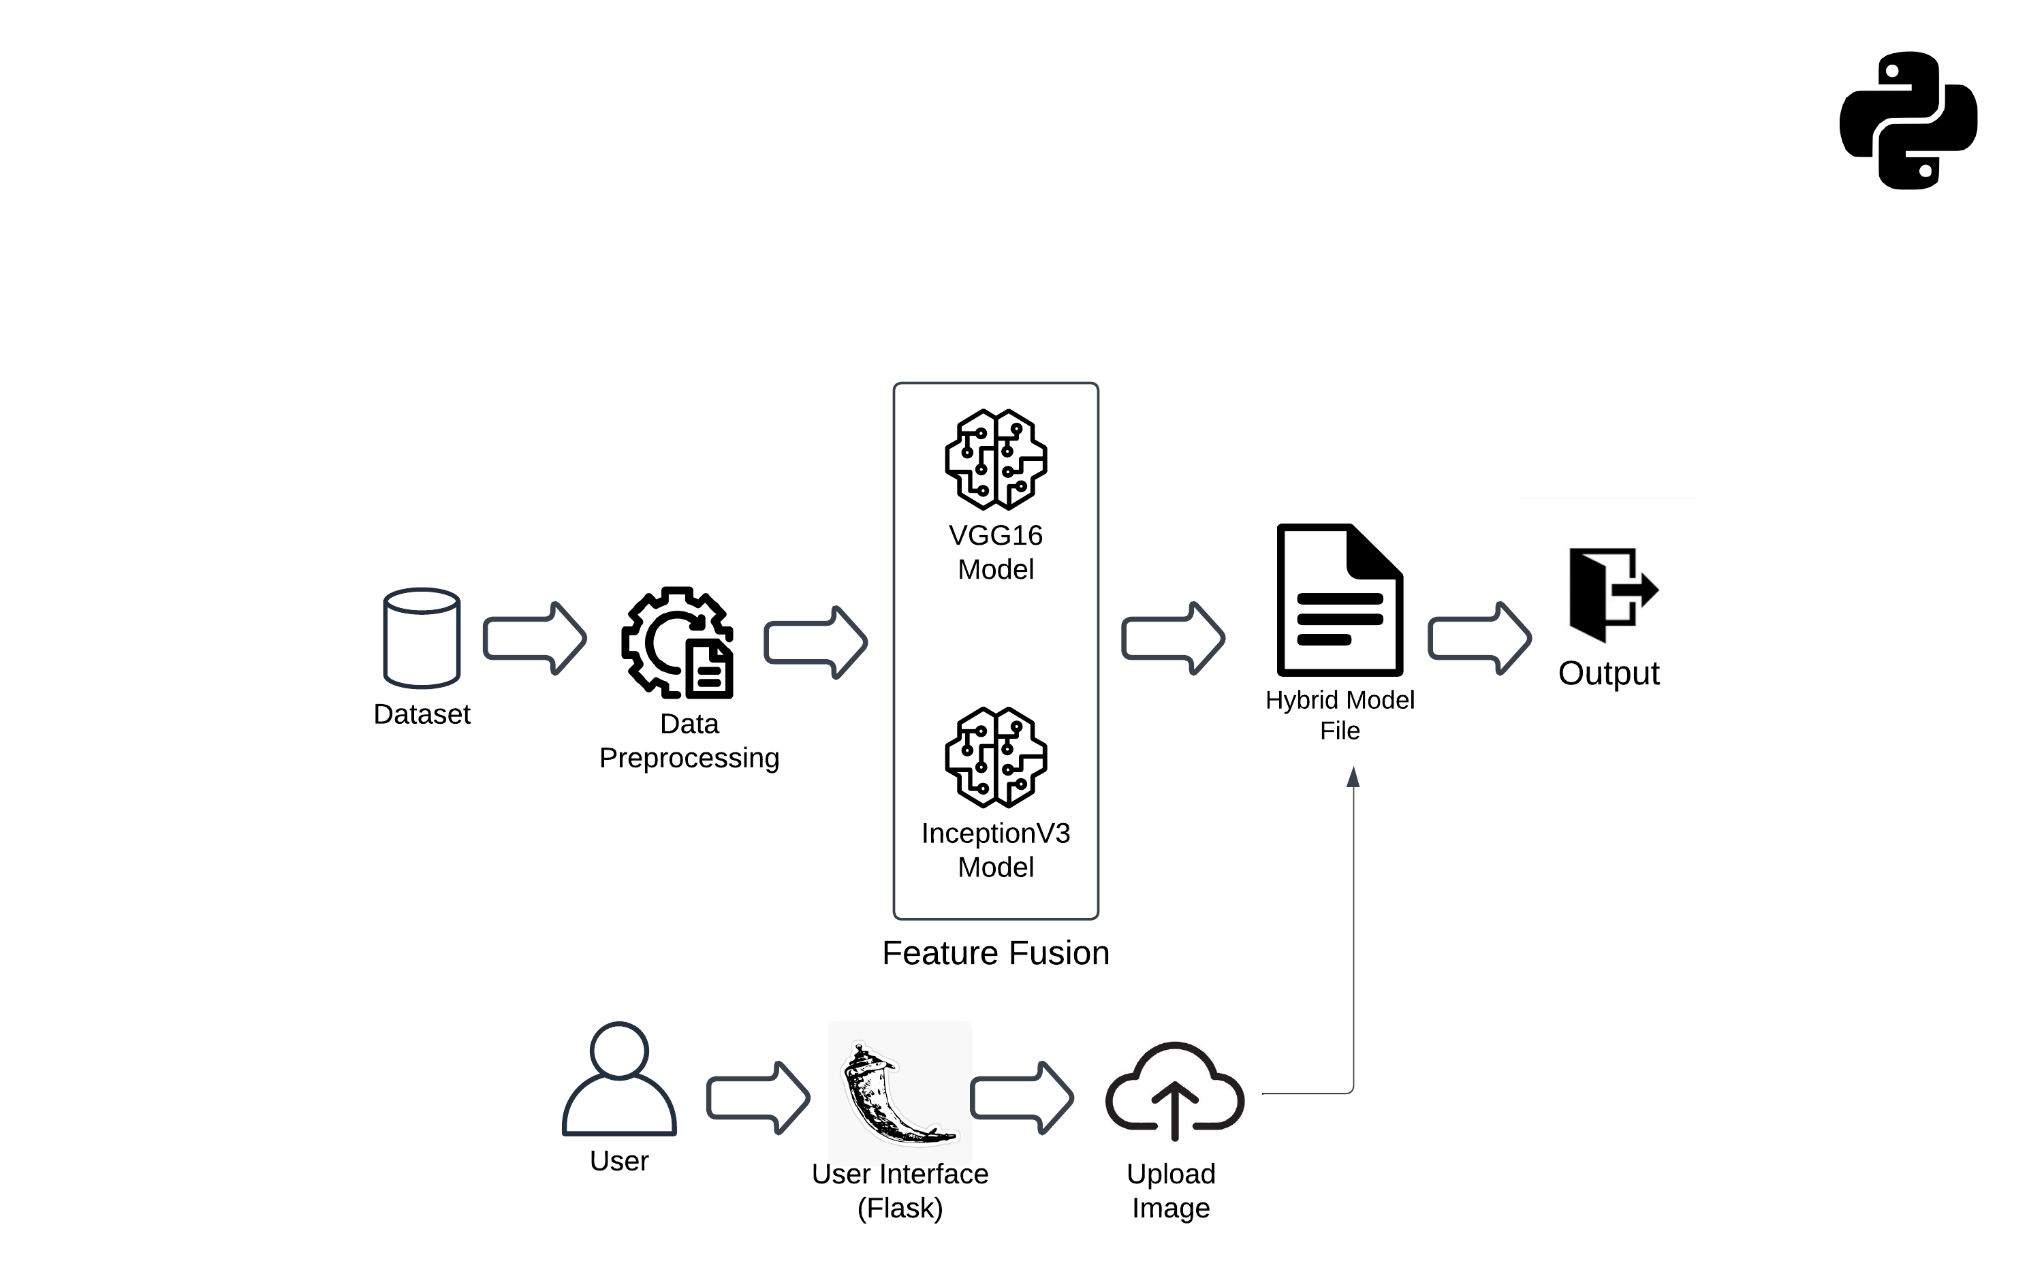 VGG16
Model
Dataset
Data
Preprocessing
InceptionV3
Model
Feature Fusion
Hybrid Model
File
Output
User
User Interface
(Flask)
Upload
Image